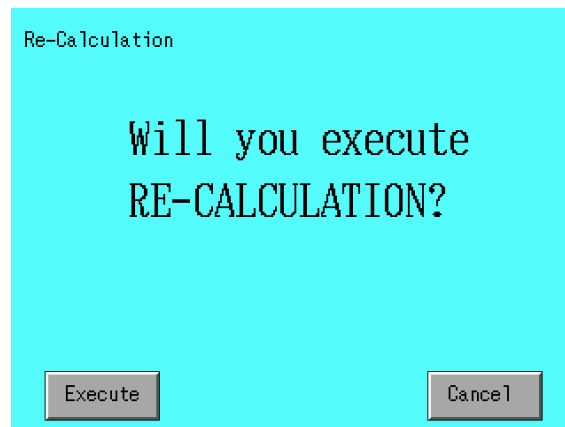 Re-Calculation
Will you execute
RE-CALCULATION?
Execute
Cancel